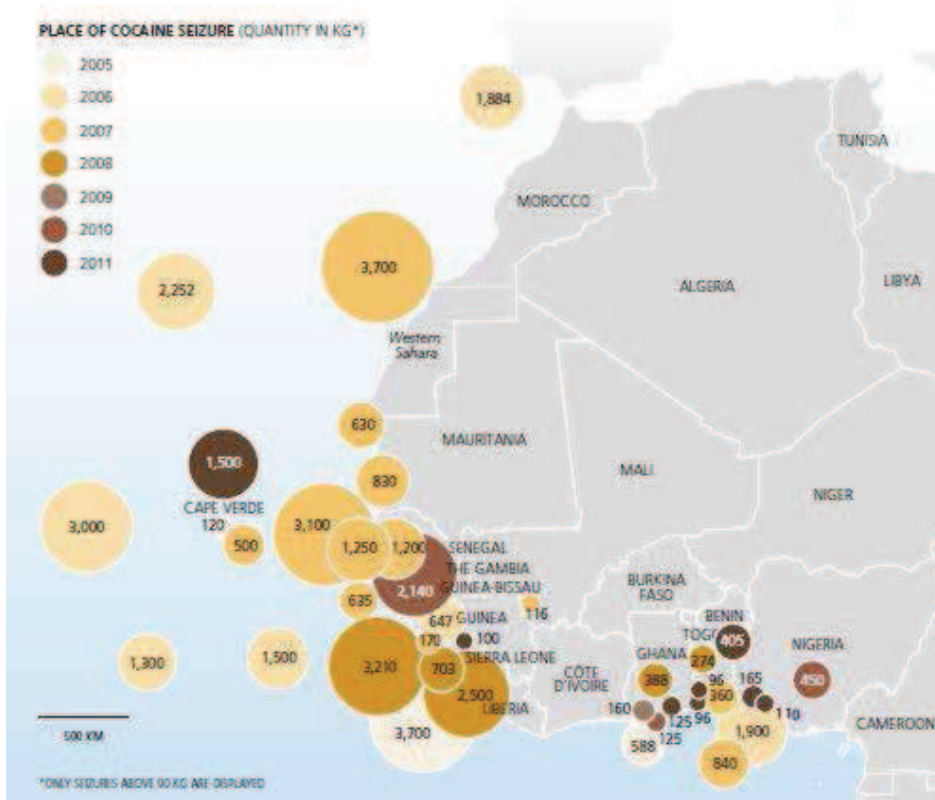 PLACE OF COCAINE SEIZURE (QUANTITY IN KG*)
2005
2006
2007
2008
2009
2010
2011
1,884
TUNISIA
MOROCCO
3,700
2,252
ALGERIA
LIBYA
Western
Sahara
630
MAURITANIA
1,500
830
MALI
NIGER
CAPE VERDE
120
3,000
500
3,100
1,250
1,200
SENEGAL
THE GAMBIA
2,140
GUINEA-BISSAU
BURKINA
FASO
635
116
647
GUINEA
170
100
BENIN
TOGO
405
NIGERIA
1,300
1,500
3,210
703
SIERRA LEONE
GHANA
274
CÔTE
D'IVOIRE
388
96
165
450
2,500
LIBERIA
360
160
125
96
110
125
3,700
588
1,900
CAMEROON
840
500 KM
*ONLY SEIZURES ABOVE 90 KG ARE DISPLAYED